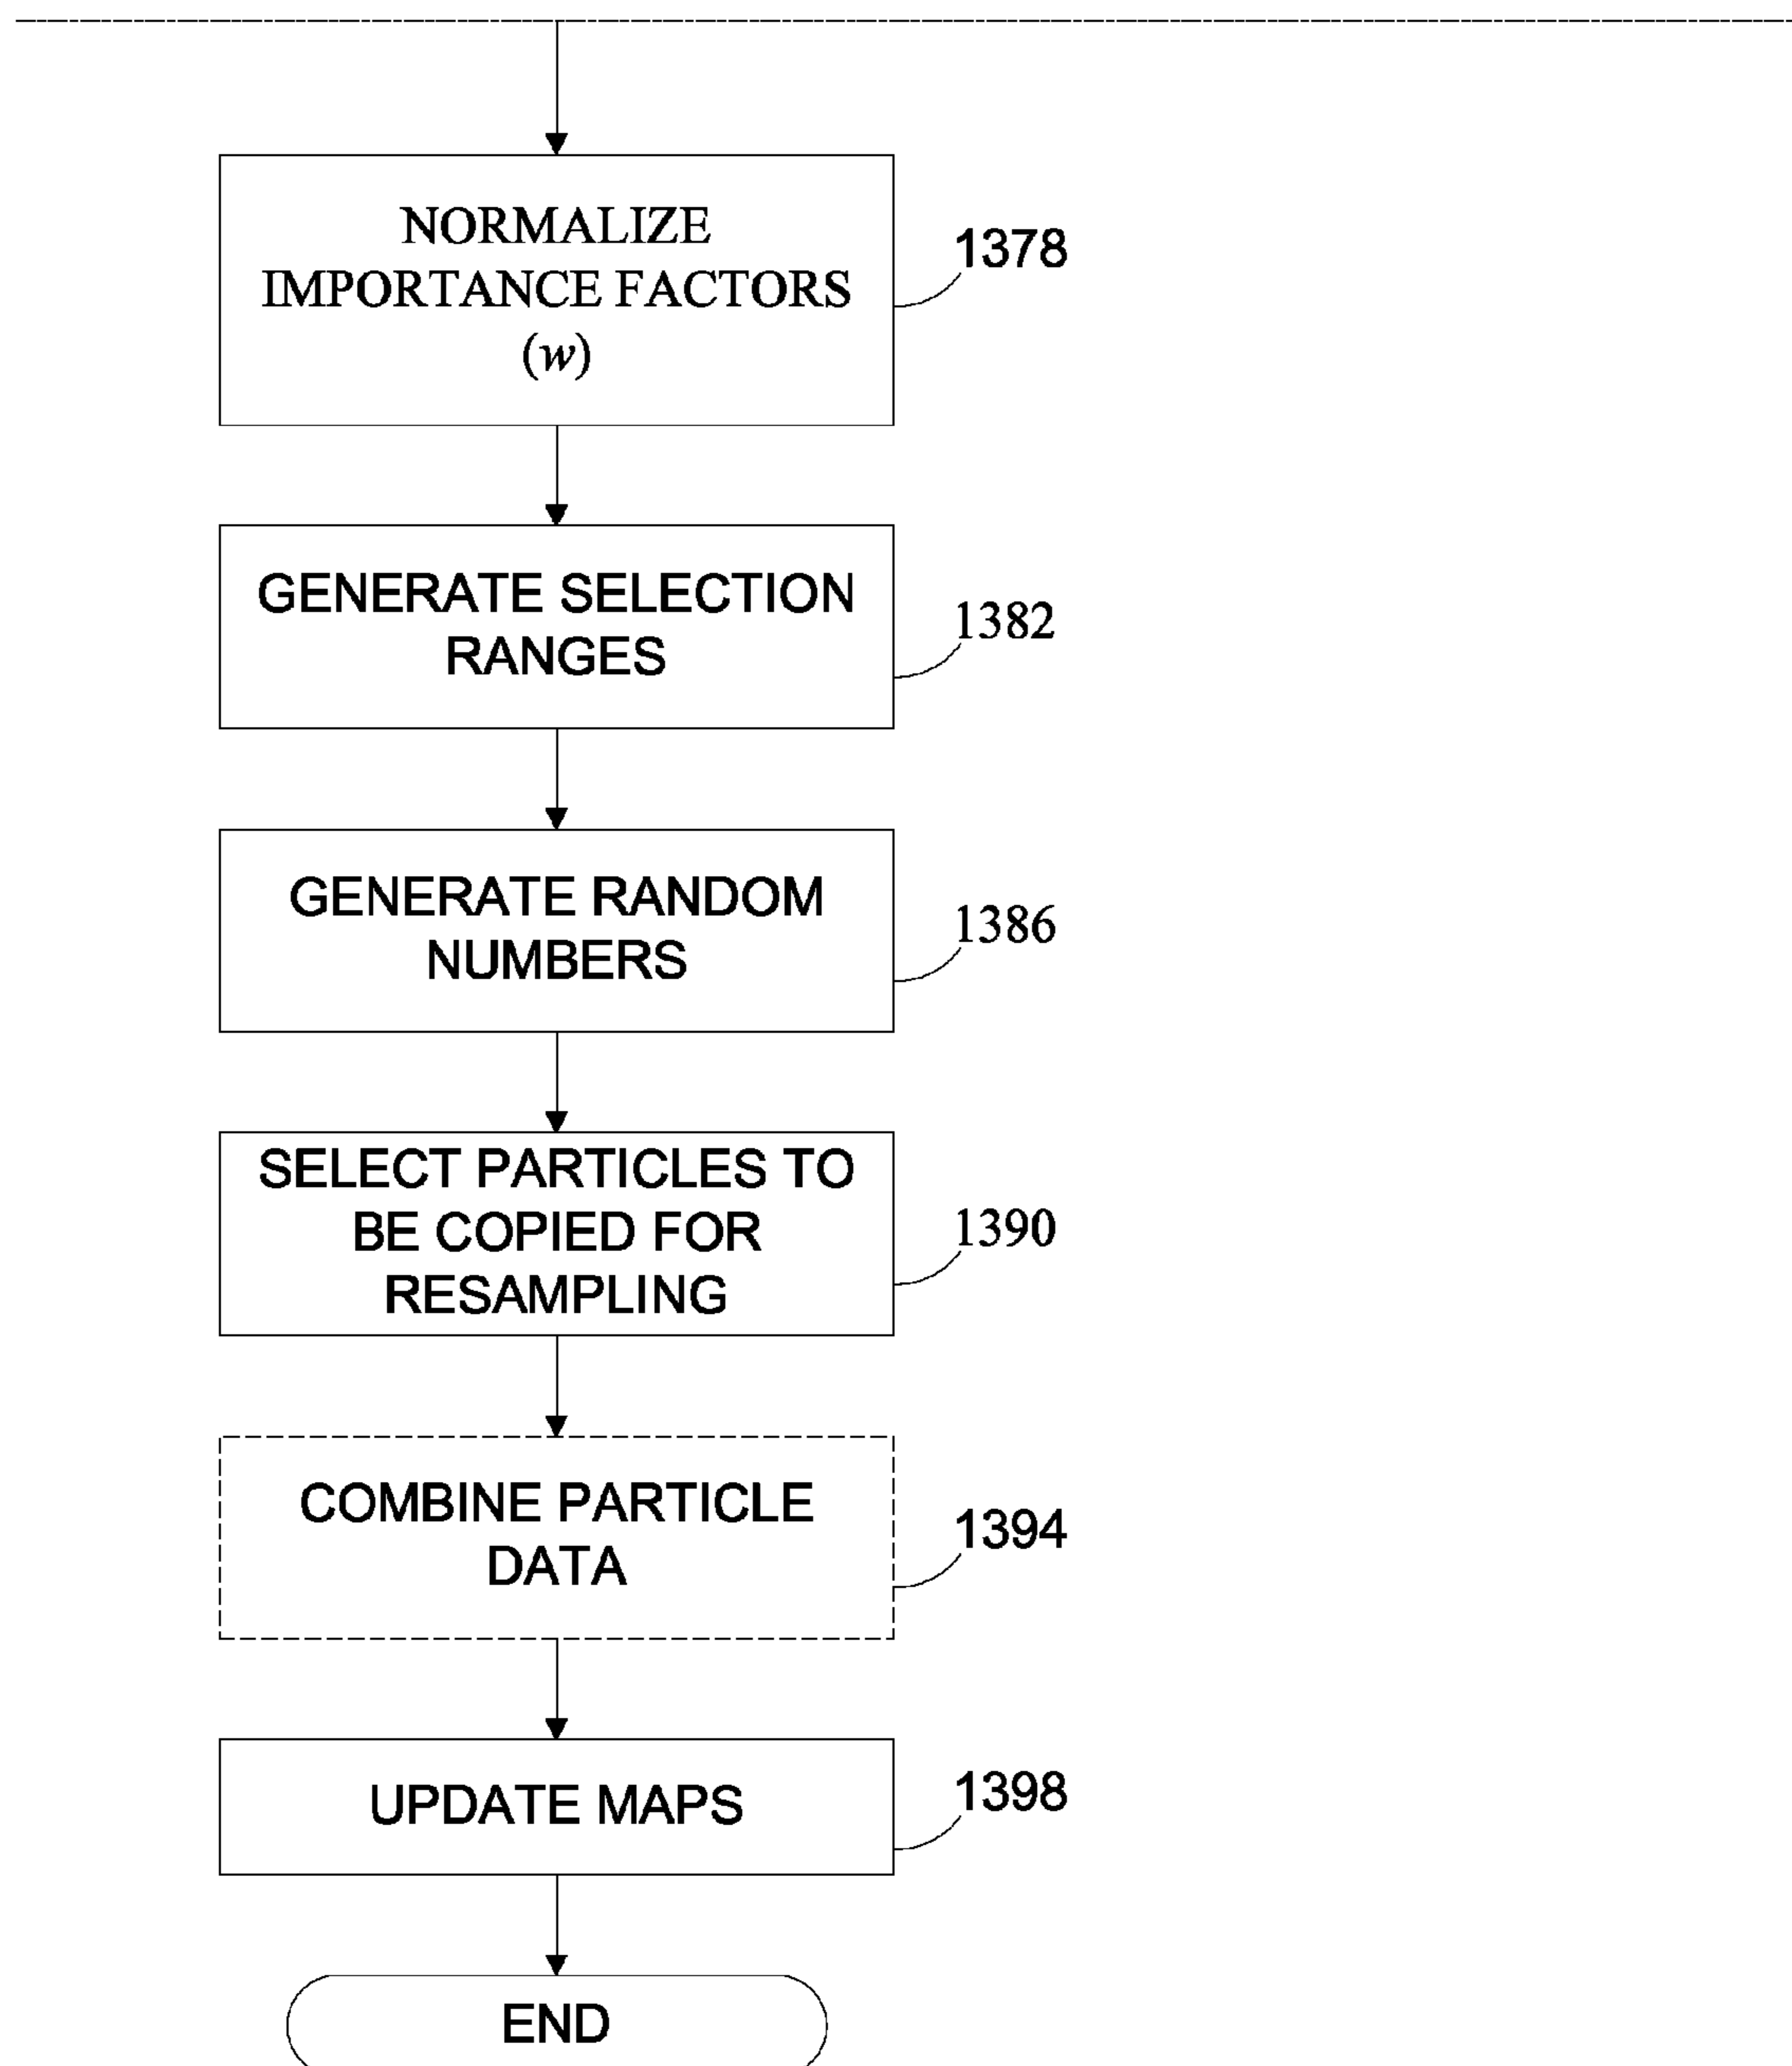 NORMALIZE
IMPORTANCE FACTORS
(w)
1378
GENERATE SELECTION
RANGES
1382
GENERATE RANDOM
NUMBERS
1386
SELECT PARTICLES TO
BE COPIED FOR
RESAMPLING
1390
COMBINE PARTICLE
DATA
1394
UPDATE MAPS
1398
END